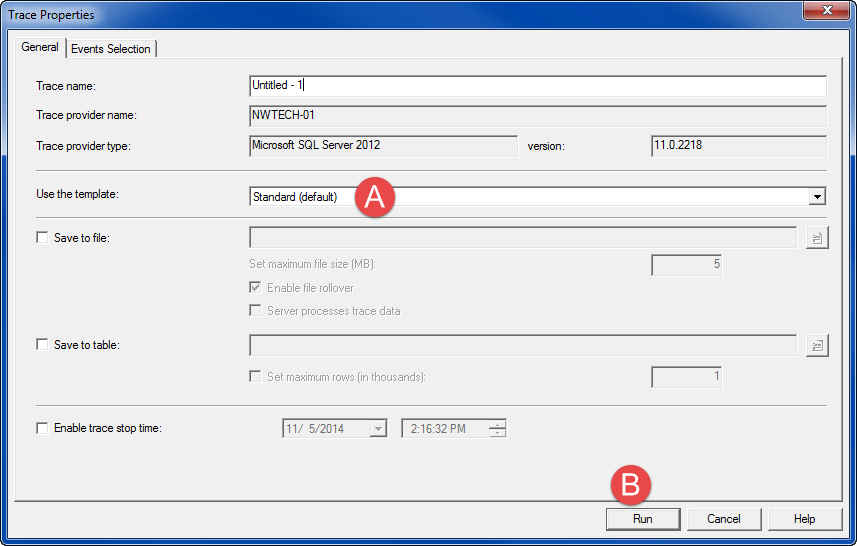 Trace Properties
General
Events Selection
Trace name:
Untitled - 1
Trace provider name:
NWTECH-01
Trace provider type:
Microsoft SQL Server 2012
version:
11.0.2218
Use the template:
Standard (default)
A
Save to file:
Set maximum file size (MB):
5
Enable file rollover
Server processes trace data
Save to table:
Set maximum rows (in thousands):
1
Enable trace stop time:
11/ 5/2014
2:16:32 PM
B
Run
Cancel
Help